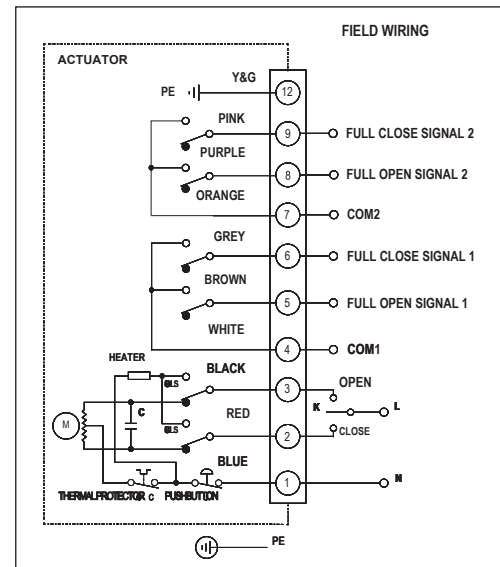 FIELD WIRING
ACTUATOR
Y&G
PE
12
PINK
9
FULL CLOSE SIGNAL 2
PURPLE
8
FULL OPEN SIGNAL 2
ORANGE
7
COM2
GREY
6
FULL CLOSE SIGNAL 1
BROWN
5
FULL OPEN SIGNAL 1
WHITE
4
COM1
HEATER
BLACK
3
OPEN
C
K
L
RED
2
CLOSE
M
BLUE
1
N
THERMALPROTECTOR C
PUSHBUTTON
PE